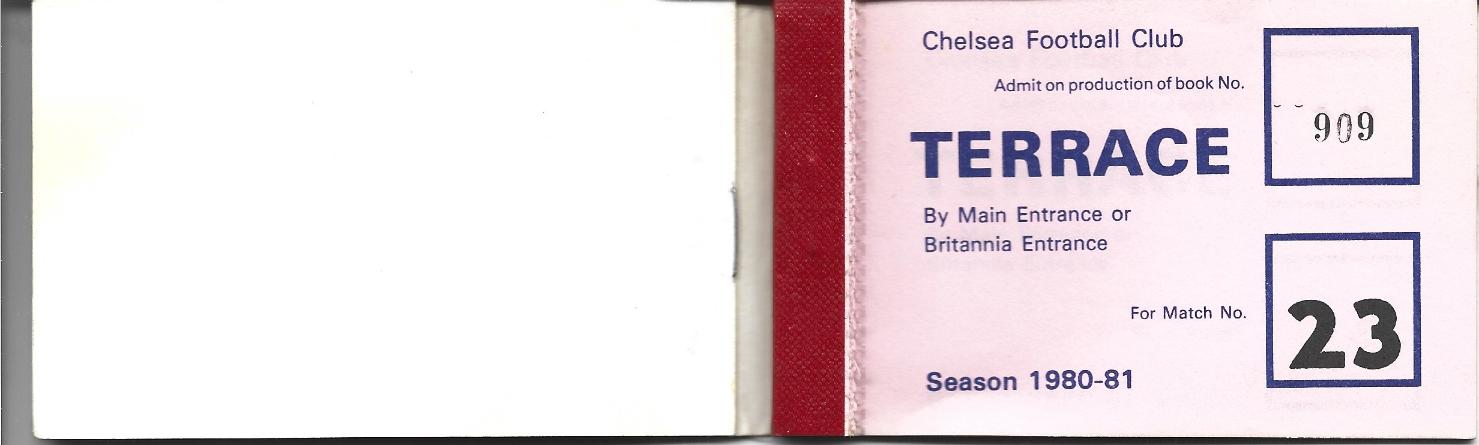 Chelsea Football Club
Admit on production of book No.
909
TERRACE
By Main Entrance or
Britannia Entrance
For Match No.
23
Season 1980-81